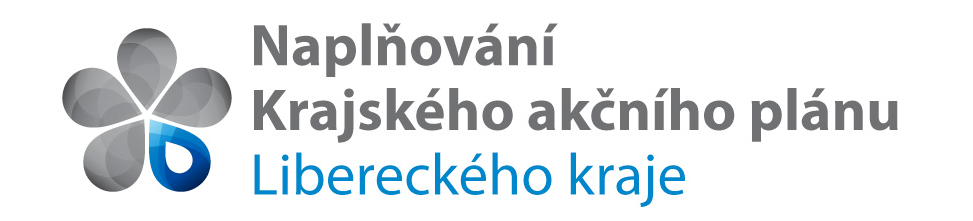 Naplňování
Krajského akčního plánu
Libereckého kraje